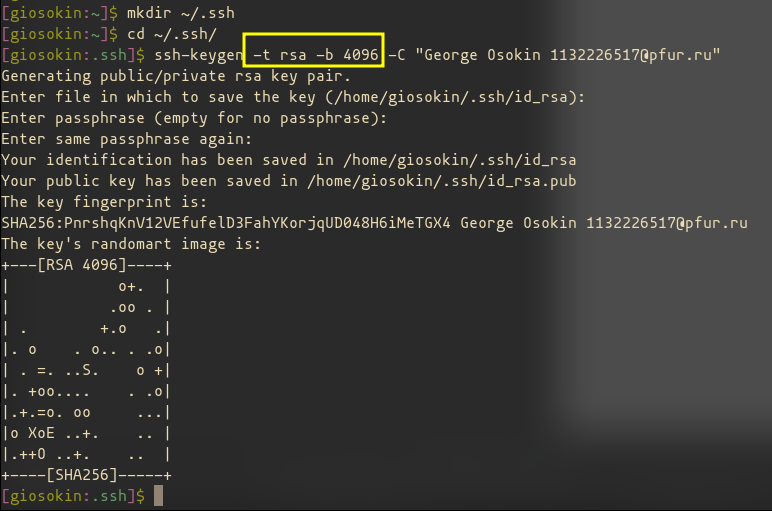 [giosokin:~]$ mkdir ~/.ssh
[giosokin:~]$ cd ~/.ssh/
[giosokin:.ssh]$ ssh-keygen -t rsa -b 4096 -C "George Osokin 1132226517@pfur.ru"
Generating public/private rsa key pair.
Enter file in which to save the key (/home/giosokin/.ssh/id_rsa):
Enter passphrase (empty for no passphrase):
Enter same passphrase again:
Your identification has been saved in /home/giosokin/.ssh/id_rsa
Your public key has been saved in /home/giosokin/.ssh/id_rsa.pub
The key fingerprint is:
SHA256:PnrshqKnV12VEfufelD3FahYKorjqUD048H6iMeTGX4 George Osokin 1132226517@pfur.ru
The key's randomart image is:
+---[RSA 4096]----+
|            o+.  |
|           .oo . |
| .        +.o   .|
|. o    . o.. . .o|
| . =. ..S.    o +|
|. +oo....    . .o|
|.+.=o. oo     ...|
|o XoE ..+.    .. |
|.++O ..+.    ..  |
+----[SHA256]-----+
[giosokin:.ssh]$